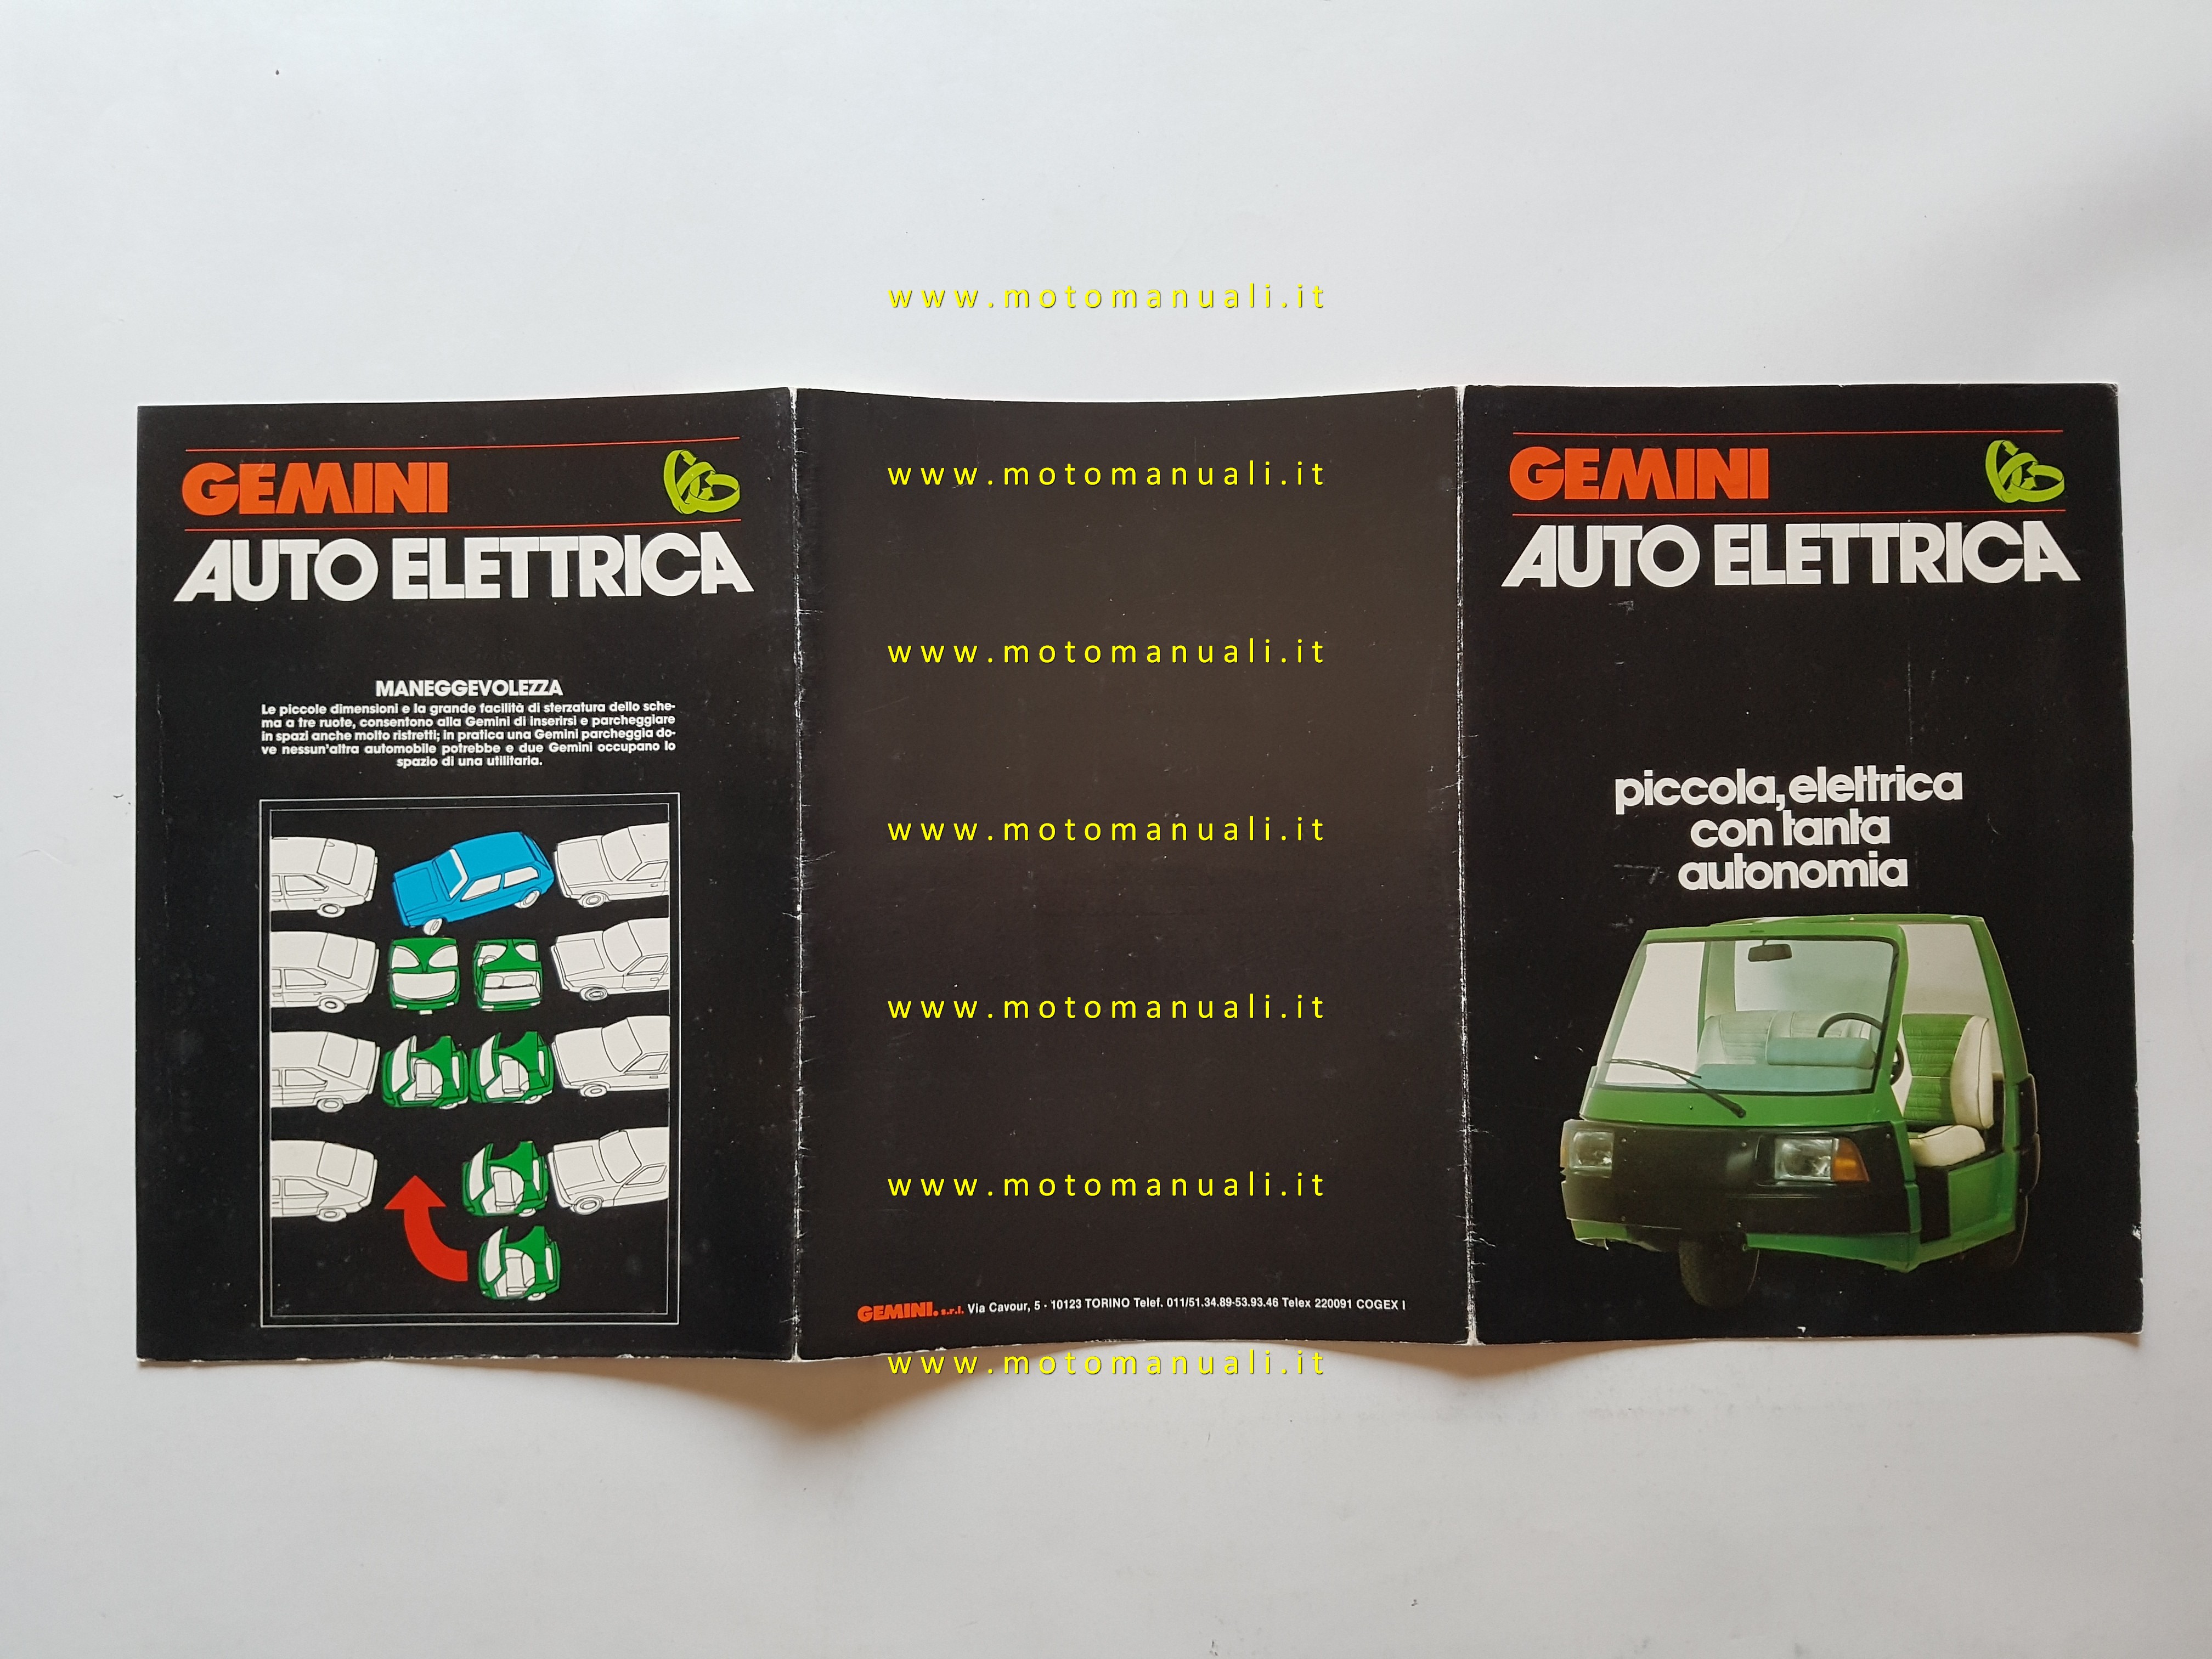 www.motomanuali.it
GEMINI
AUTO ELETTRICA
MANEGGEVOLEZZA
Le piccole dimensioni e la grande facilità di sterzatura dello sche-
ma a tre ruote, consentono alla Gemini di inserirsi e parcheggiare
in spazi anche molto ristretti; in pratica una Gemini parcheggia do-
ve nessun'altra automobile potrebbe e due Gemini occupano lo
spazio di una utilitaria.
www.motomanuali.it
www.motomanuali.it
www.motomanuali.it
www.motomanuali.it
www.motomanuali.it
GEMINI. s.r.l. Via Cavour, 5 - 10123 TORINO Telef. 011/51.34.89-53.93.46 Telex 220091 COGEX I
www.motomanuali.it
GEMINI
AUTO ELETTRICA
piccola, elettrica
con tanta
autonomia